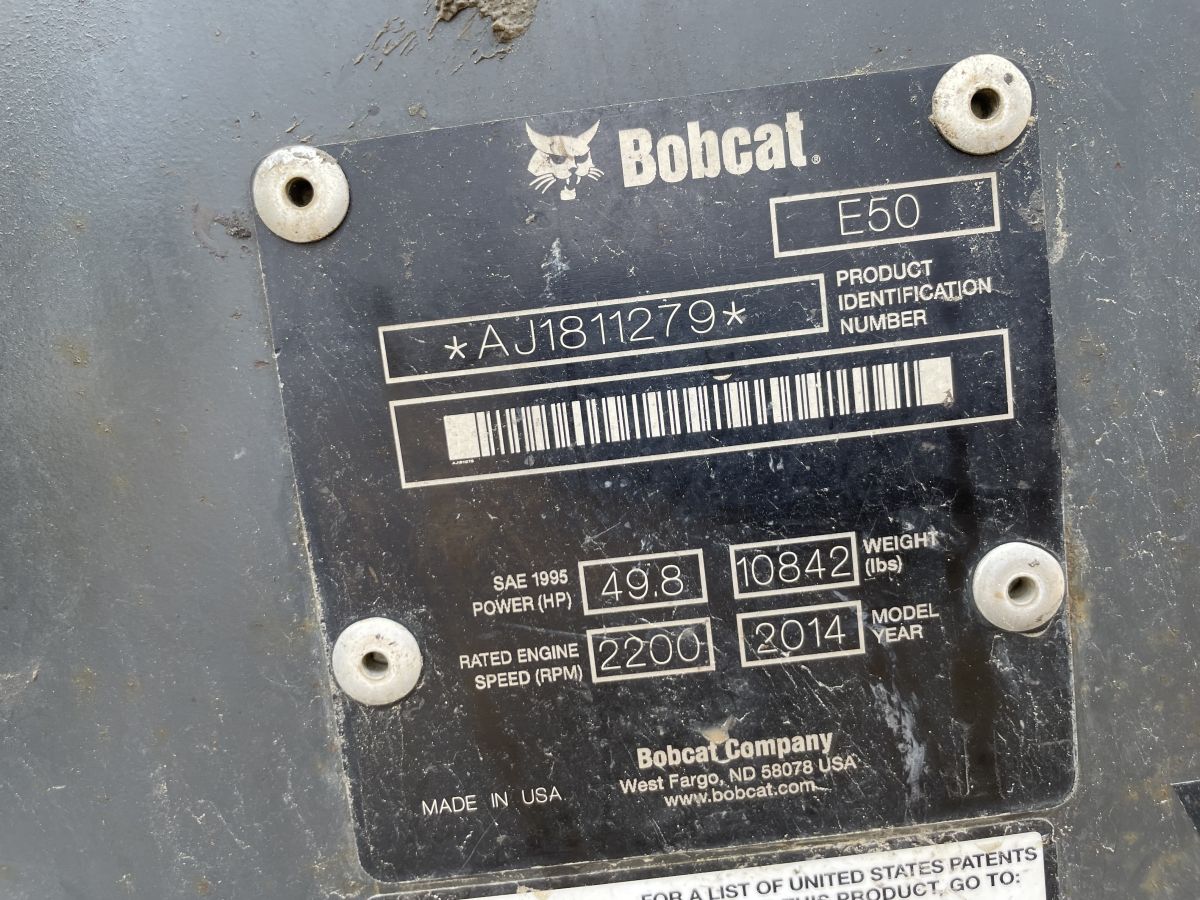 Bobcat®
E50
*AJ1811279*
PRODUCT
IDENTIFICATION
NUMBER
SAE 1995
POWER (HP)
49.8
10842
WEIGHT
(lbs)
RATED ENGINE
SPEED (RPM)
2200
2014
MODEL
YEAR
Bobcat Company
West Fargo, ND 58078 USA
www.bobcat.com
MADE IN USA
FOR A LIST OF UNITED STATES PATENTS
THIS PRODUCT, GO TO: